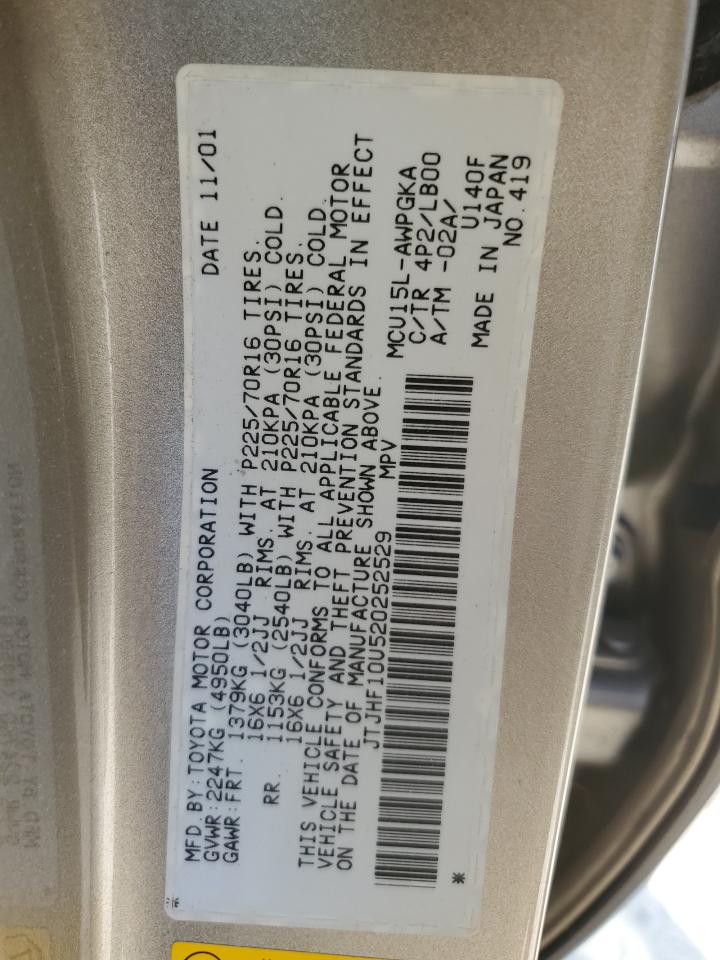 MFD. BY: TOYOTA MOTOR CORPORATION DATE 11/01
GVWR: 2247KG (4950LB)
GAWR: FRT. 1379KG (3040LB) WITH P225/70R16 TIRES.
16X6 1/2JJ RIMS. AT 210KPA (30PSI) COLD.
RR. 1153KG (2540LB) WITH P225/70R16 TIRES.
16X6 1/2JJ RIMS. AT 210KPA (30PSI) COLD.
THIS VEHICLE CONFORMS TO ALL APPLICABLE FEDERAL MOTOR
VEHICLE SAFETY AND THEFT PREVENTION STANDARDS IN EFFECT
ON THE DATE OF MANUFACTURE SHOWN ABOVE.
JTJHF10U520252529 MPV
MCU15L-AWPGKA
C/TR 4P2/LB00
A/TM -02A/
U140F
MADE IN JAPAN
NO. 419
*